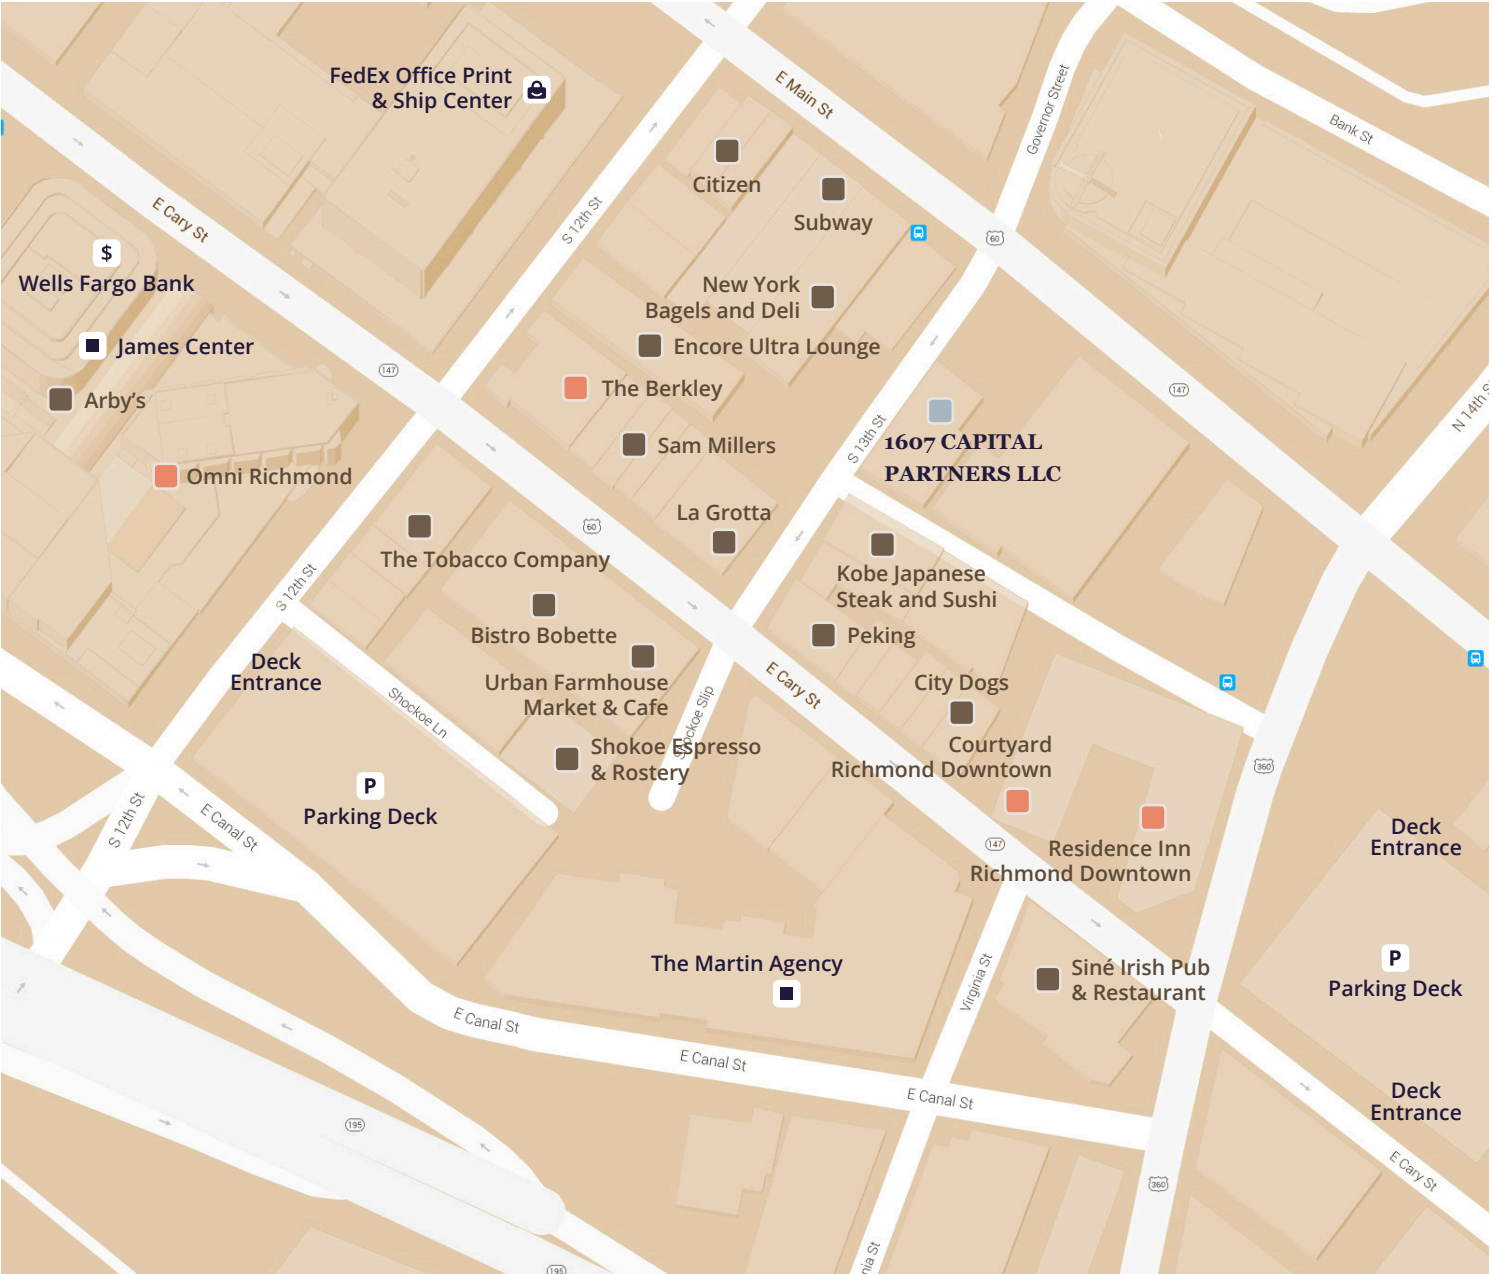 FedEx Office Print
& Ship Center
E Main St
Governor Street
Bank St
Citizen
Subway
S 12th St
E Cary St
60
$
Wells Fargo Bank
New York
Bagels and Deli
James Center
Encore Ultra Lounge
147
147
The Berkley
Arby's
N 14th S
S 13th St
1607 CAPITAL
PARTNERS LLC
Sam Millers
Omni Richmond
La Grotta
60
The Tobacco Company
Kobe Japanese
Steak and Sushi
S 12th St
Bistro Bobette
Peking
Deck
Entrance
Urban Farmhouse
Market & Cafe
E Cary St
City Dogs
Shockoe Ln
Shockoe Slip
Shokoe Espresso
& Rostery
Courtyard
Richmond Downtown
360
P
Parking Deck
S 12th St
E Canal St
147
Residence Inn
Richmond Downtown
Deck
Entrance
The Martin Agency
Virginia St
Siné Irish Pub
& Restaurant
P
Parking Deck
E Canal St
E Canal St
E Canal St
Deck
Entrance
195
E Cary St
360
nia St
195